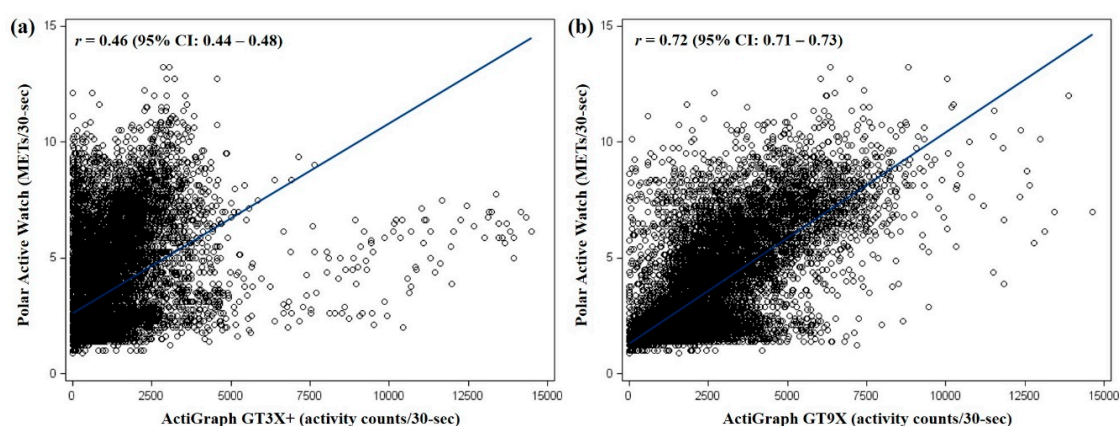 (a)
r = 0.46 (95% CI: 0.44 – 0.48)
15
10
5
0
Polar Active Watch (METs/30-sec)
0 2500 5000 7500 10000 12500 15000
ActiGraph GT3X+ (activity counts/30-sec)
(b)
r = 0.72 (95% CI: 0.71 – 0.73)
15
10
5
0
Polar Active Watch (METs/30-sec)
0 2500 5000 7500 10000 12500 15000
ActiGraph GT9X (activity counts/30-sec)